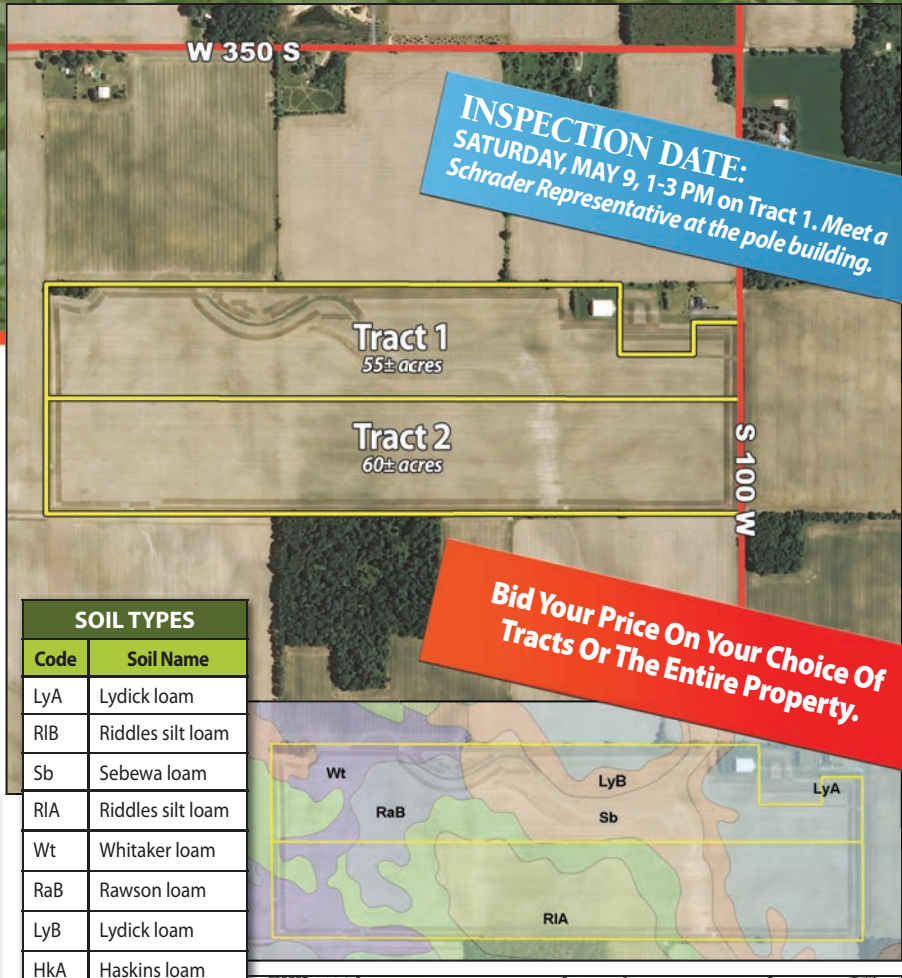 W 350 S
INSPECTION DATE:
SATURDAY, MAY 9, 1-3 PM on Tract 1. Meet a
Schrader Representative at the pole building.
Tract 1
55± acres
Tract 2
60± acres
S 100 W
Bid Your Price On Your Choice Of
Tracts Or The Entire Property.
SOIL TYPES
Code Soil Name
LyA Lydick loam
RlB Riddles silt loam
Sb Sebewa loam
RlA Riddles silt loam
Wt Whitaker loam
RaB Rawson loam
LyB Lydick loam
HkA Haskins loam
Wt
LyB
LyA
RaB
Sb
RlA